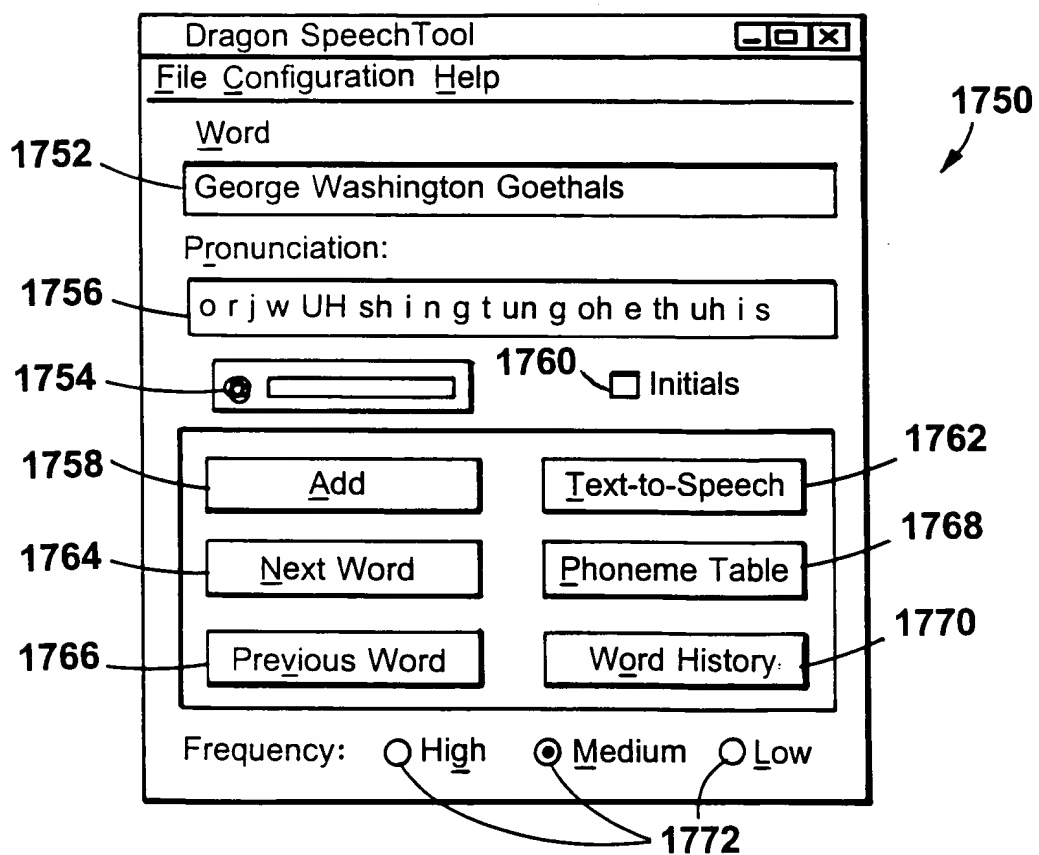 Dragon SpeechTool
File Configuration Help
1750
Word
1752
George Washington Goethals
Pronunciation:
1756
o r j w UH sh i n g t un g oh e th uh i s
1754
1760
Initials
1758
Add
Text-to-Speech
1762
1764
Next Word
Phoneme Table
1768
1766
Previous Word
Word History
1770
Frequency: High Medium Low
1772